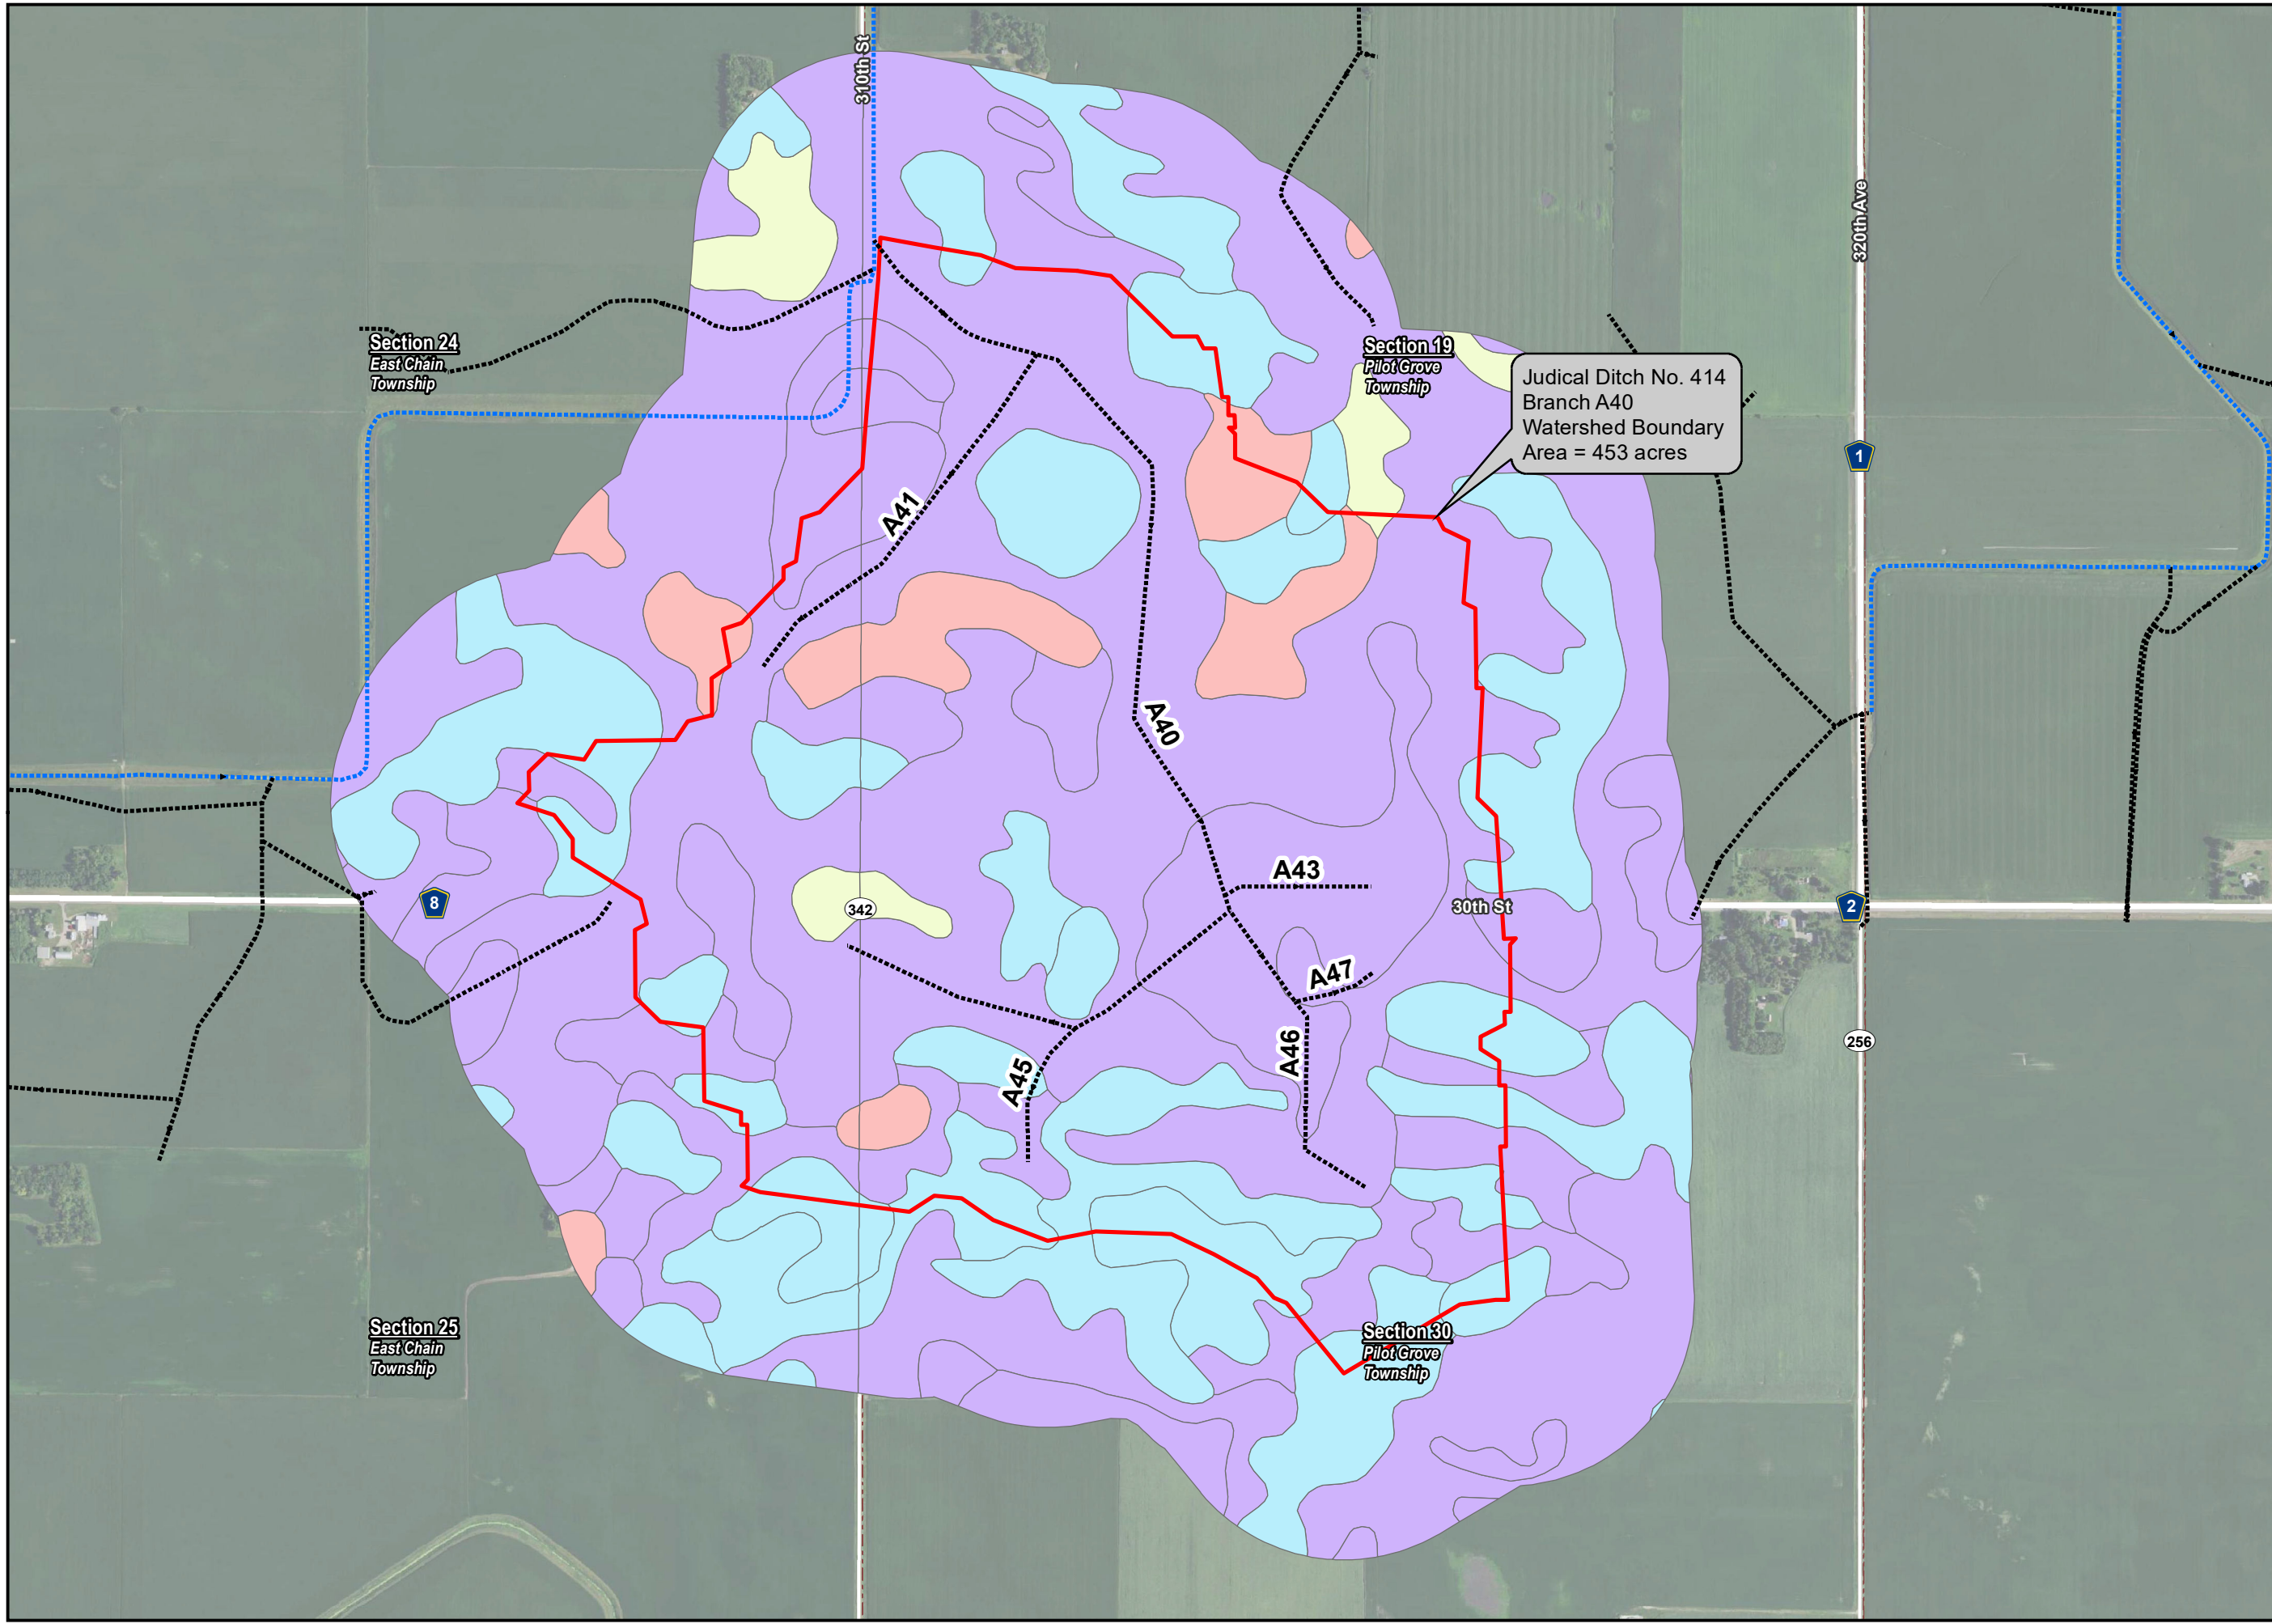 310th St
320th Ave
Section 24
East Chain
Township
Section 19
Pilot Grove
Township
Judical Ditch No. 414
Branch A40
Watershed Boundary
Area = 453 acres
1
A41
A40
A43
8
342
30th St
2
A47
A46
A45
256
Section 25
East Chain
Township
Section 30
Pilot Grove
Township